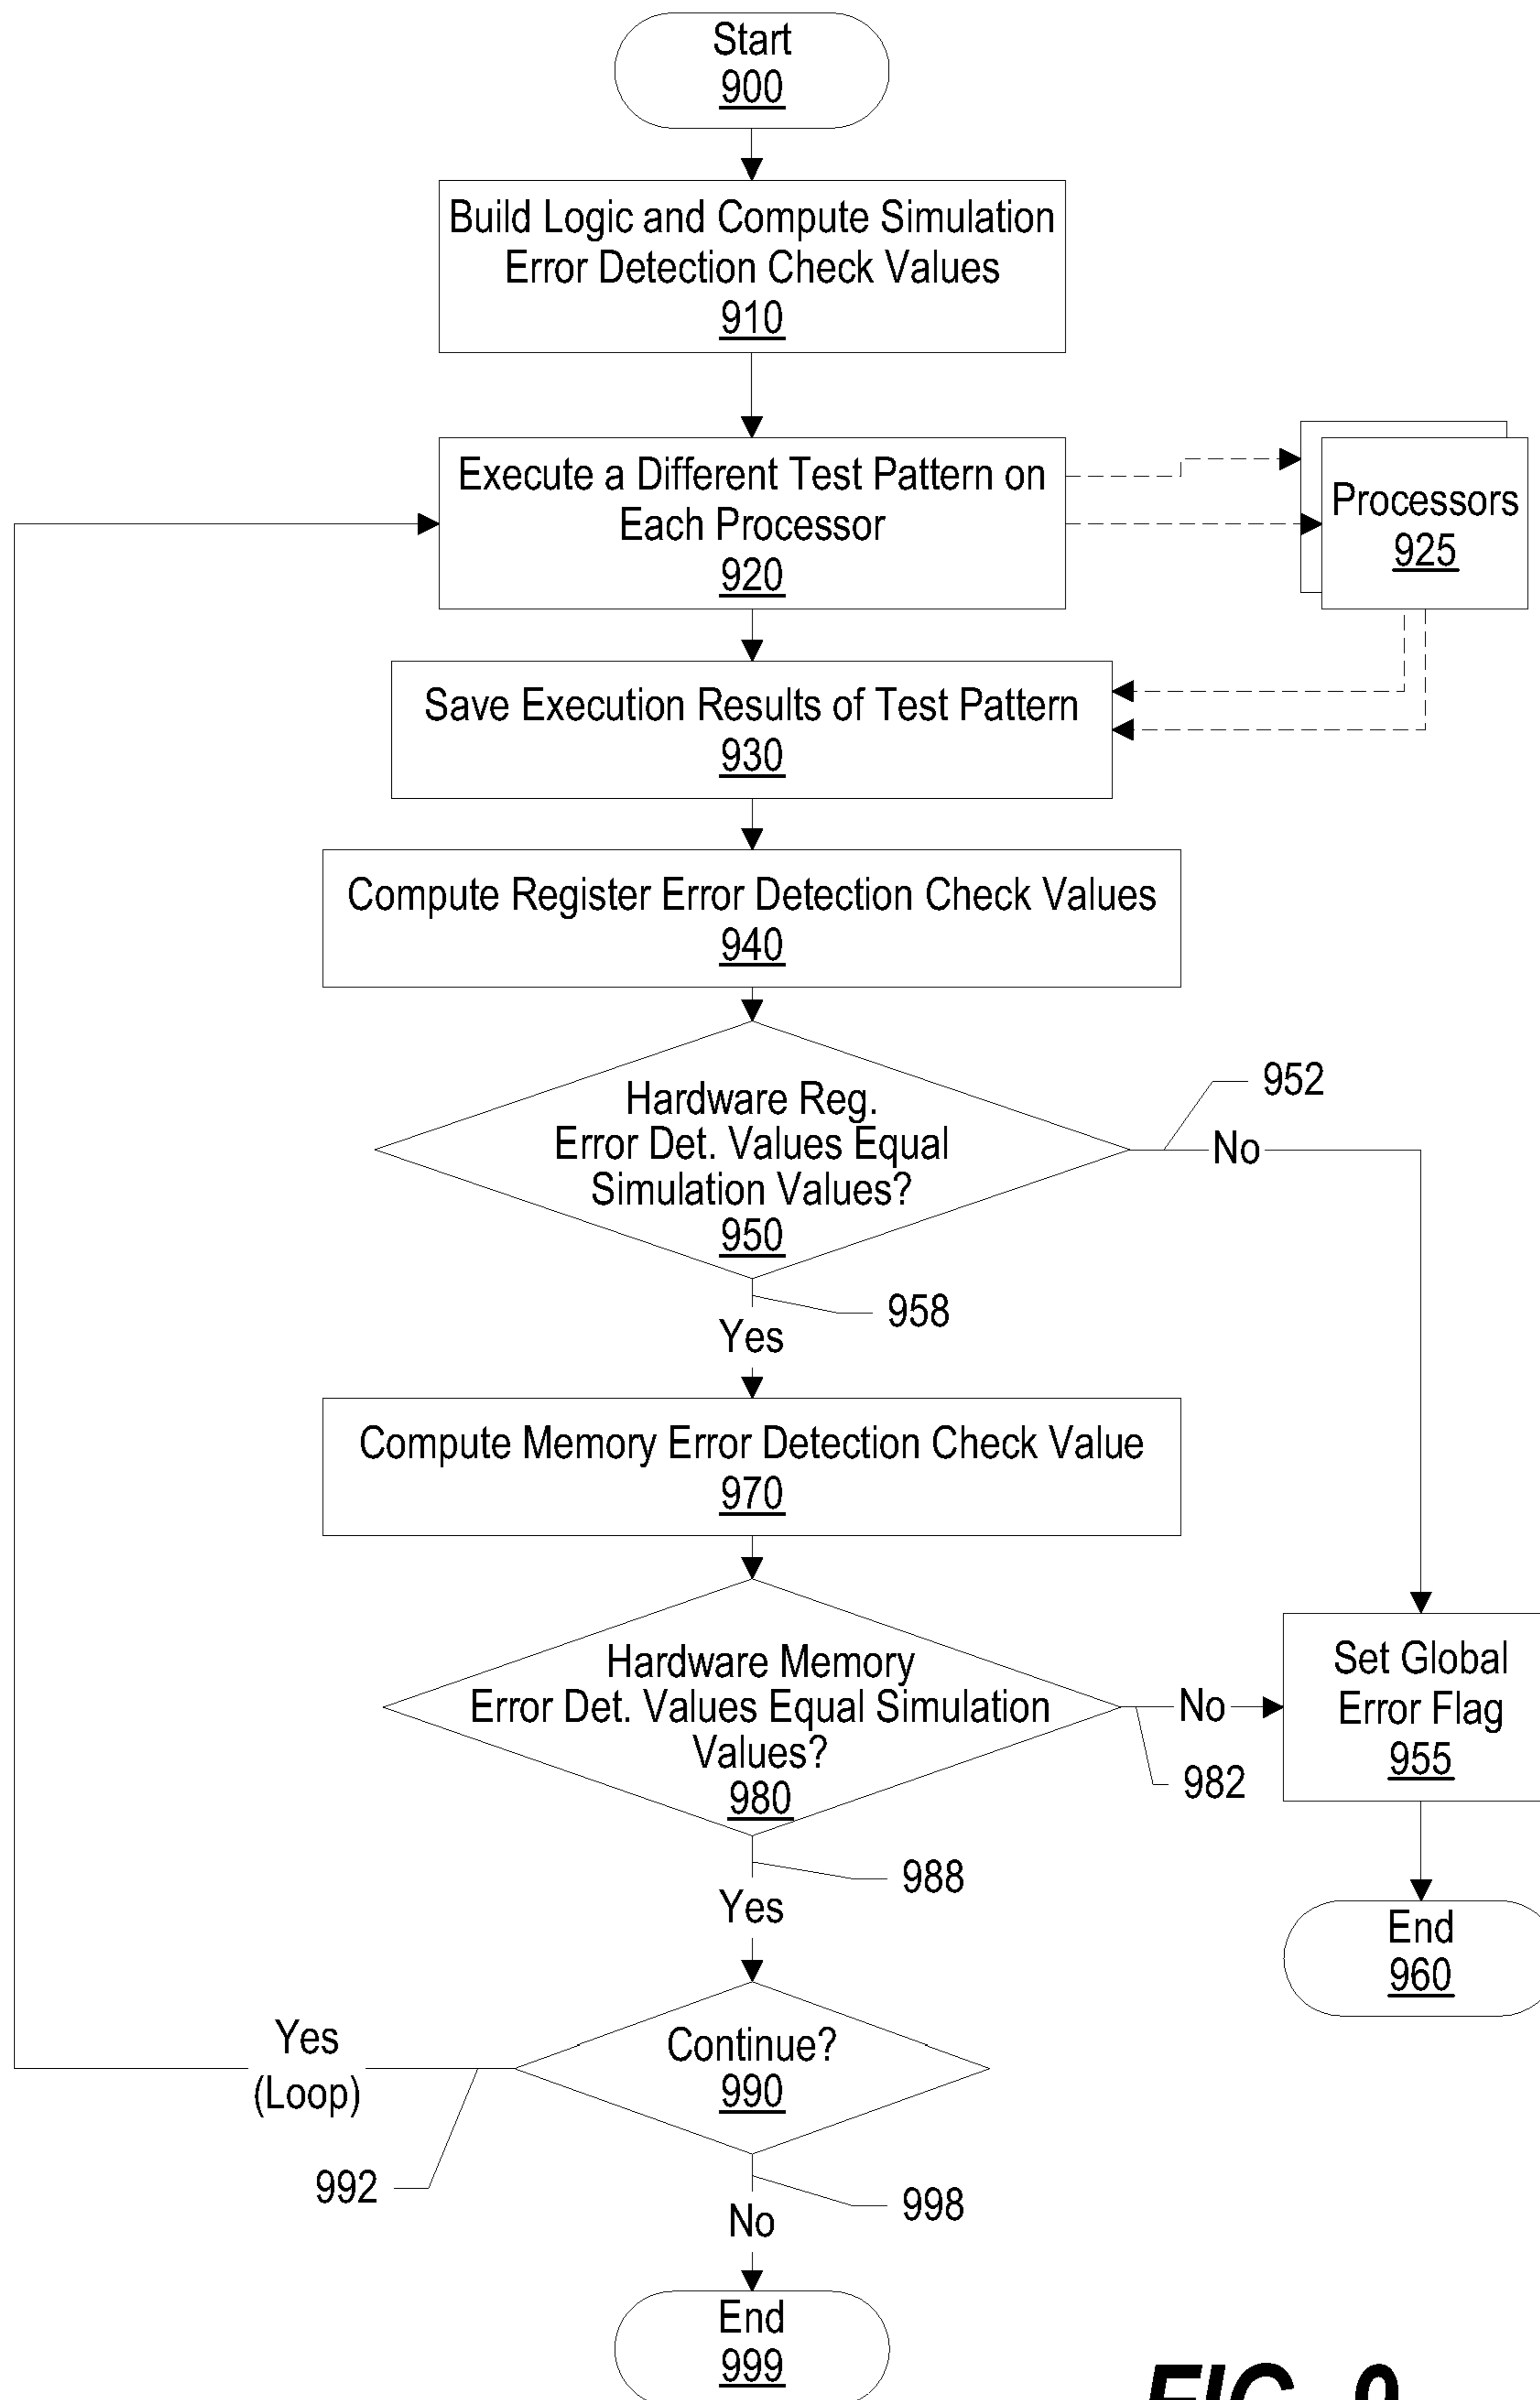 Start
900
Build Logic and Compute Simulation
Error Detection Check Values
910
Execute a Different Test Pattern on
Each Processor
920
Processors
925
Save Execution Results of Test Pattern
930
Compute Register Error Detection Check Values
940
952
Hardware Reg.
Error Det. Values Equal
Simulation Values?
950
No
958
Yes
Compute Memory Error Detection Check Value
970
Hardware Memory
Error Det. Values Equal Simulation
Values?
980
No
982
Set Global
Error Flag
955
988
Yes
End
960
Continue?
990
Yes
(Loop)
992
998
No
End
999
FIG. 9